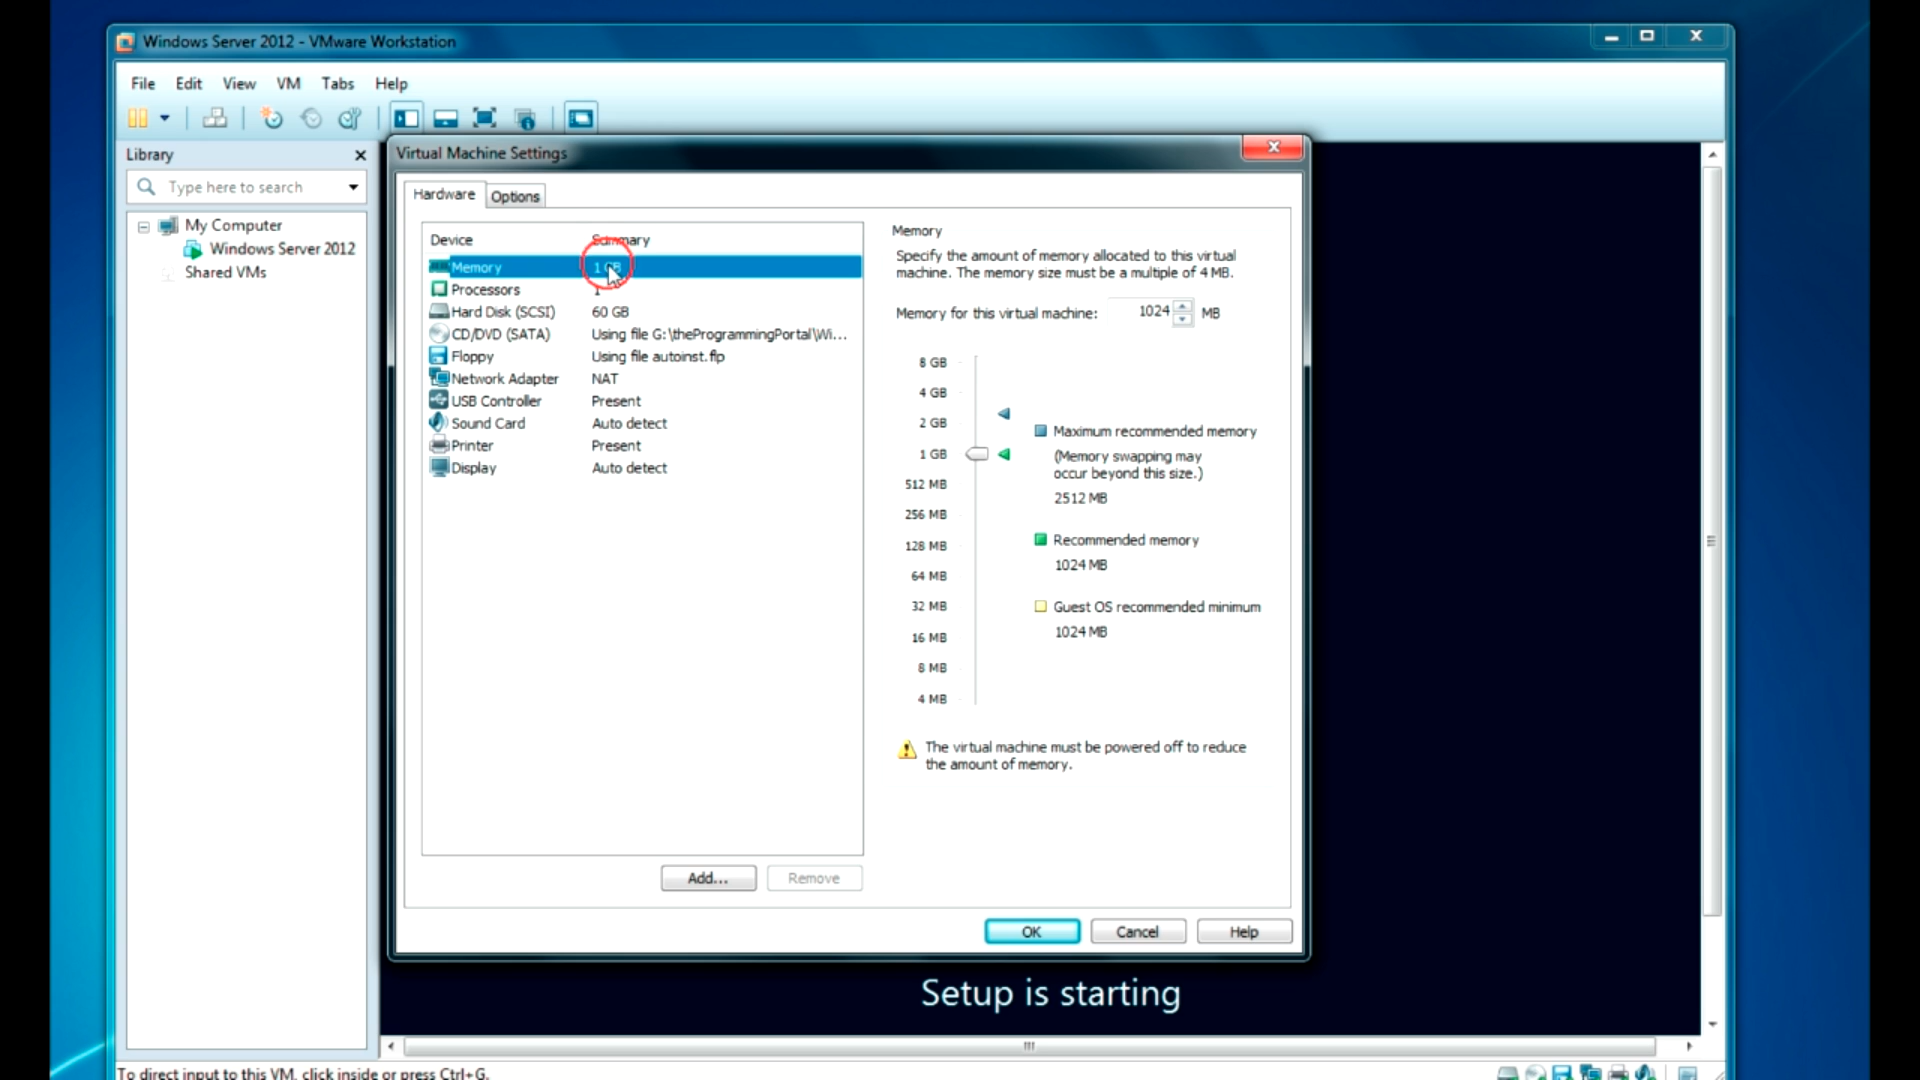 Windows Server 2012 - VMware Workstation
File Edit View VM Tabs Help
Library
Type here to search
My Computer
Windows Server 2012
Shared VMs
Virtual Machine Settings
Hardware Options
Device Summary
Memory 1 GB
Processors 1
Hard Disk (SCSI) 60 GB
CD/DVD (SATA) Using file G:\theProgrammingPortal\Wi...
Floppy Using file autoinst.flp
Network Adapter NAT
USB Controller Present
Sound Card Auto detect
Printer Present
Display Auto detect
Add... Remove
Memory
Specify the amount of memory allocated to this virtual
machine. The memory size must be a multiple of 4 MB.
Memory for this virtual machine: 1024 MB
8 GB
4 GB
2 GB
1 GB
512 MB
256 MB
128 MB
64 MB
32 MB
16 MB
8 MB
4 MB
Maximum recommended memory
(Memory swapping may
occur beyond this size.)
2512 MB
Recommended memory
1024 MB
Guest OS recommended minimum
1024 MB
The virtual machine must be powered off to reduce
the amount of memory.
OK Cancel Help
Setup is starting
To direct input to this VM, click inside or press Ctrl+G.